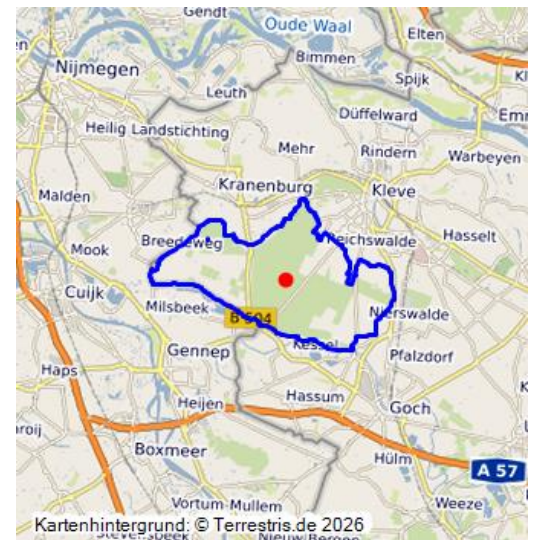 Gendt
Oude Waal
Elten
Nijmegen
Bimmen
Leuth
Spijk
Düffelward
Emm
Heilig Landstichting
Mehr
Rindern
Warbeyen
Kranenburg
Kleve
Malden
Breedeweg
Reichswalde
Hasselt
Mook
Cuijk
Milsbeek
B 504
Nierswalde
Kessel
Gennep
Pfalzdorf
Haps
Heijen
Hassum
Goch
Boxmeer
Hülm
A 57
Vortum-Mullem
Weeze
Kartenhintergrund: © Terrestris.de 2026